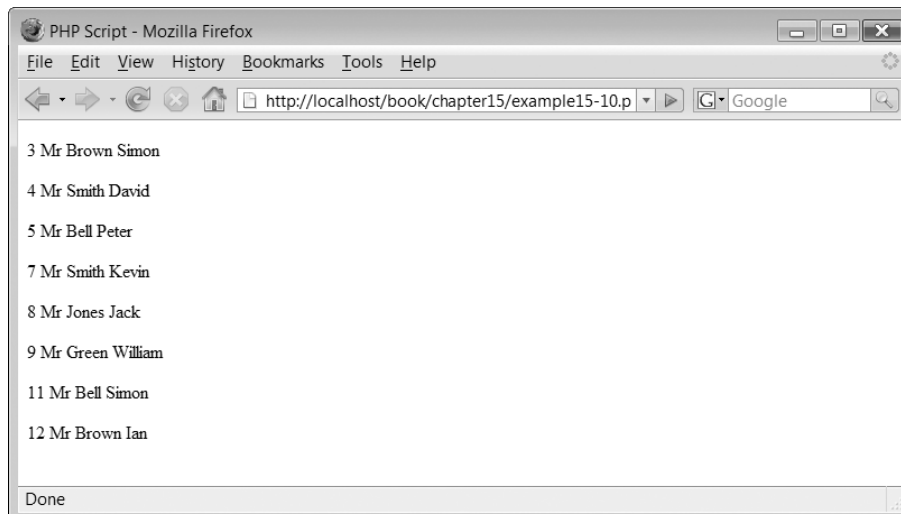 PHP Script - Mozilla Firefox
File Edit View History Bookmarks Tools Help
http://localhost/book/chapter15/example15-10.p G Google
3 Mr Brown Simon
4 Mr Smith David
5 Mr Bell Peter
7 Mr Smith Kevin
8 Mr Jones Jack
9 Mr Green William
11 Mr Bell Simon
12 Mr Brown Ian
Done